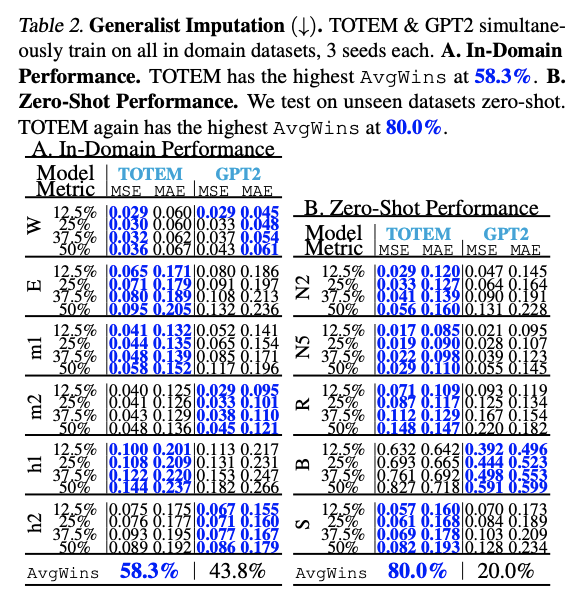 Table 2. Generalist Imputation (↓). TOTEM & GPT2 simultane-
ously train on all in domain datasets, 3 seeds each. A. In-Domain
Performance. TOTEM has the highest AvgWins at 58.3%. B.
Zero-Shot Performance. We test on unseen datasets zero-shot.
TOTEM again has the highest AvgWins at 80.0%.
A. In-Domain Performance
Model TOTEM GPT2
Metric MSE MAE MSE MAE
W
12.5% 0.029 0.060 0.029 0.045
25% 0.030 0.060 0.033 0.048
37.5% 0.032 0.062 0.037 0.054
50% 0.036 0.067 0.043 0.061
E
12.5% 0.065 0.171 0.080 0.186
25% 0.071 0.179 0.091 0.197
37.5% 0.080 0.189 0.108 0.213
50% 0.095 0.205 0.132 0.236
m1
12.5% 0.041 0.132 0.052 0.141
25% 0.044 0.135 0.065 0.154
37.5% 0.048 0.139 0.085 0.171
50% 0.058 0.152 0.117 0.196
m2
12.5% 0.040 0.125 0.029 0.095
25% 0.041 0.126 0.033 0.101
37.5% 0.043 0.129 0.038 0.110
50% 0.048 0.136 0.045 0.121
h1
12.5% 0.100 0.201 0.113 0.217
25% 0.108 0.209 0.131 0.231
37.5% 0.122 0.220 0.153 0.247
50% 0.144 0.237 0.182 0.266
h2
12.5% 0.075 0.175 0.067 0.155
25% 0.076 0.177 0.071 0.160
37.5% 0.093 0.195 0.077 0.167
50% 0.089 0.192 0.086 0.179
AvgWins 58.3% 43.8%
B. Zero-Shot Performance
Model TOTEM GPT2
Metric MSE MAE MSE MAE
N2
12.5% 0.029 0.120 0.047 0.145
25% 0.033 0.127 0.064 0.164
37.5% 0.041 0.139 0.090 0.191
50% 0.056 0.160 0.131 0.228
N5
12.5% 0.017 0.085 0.021 0.095
25% 0.019 0.090 0.028 0.107
37.5% 0.022 0.098 0.039 0.123
50% 0.029 0.110 0.055 0.145
R
12.5% 0.071 0.109 0.093 0.119
25% 0.087 0.117 0.125 0.134
37.5% 0.112 0.129 0.167 0.154
50% 0.148 0.147 0.220 0.182
B
12.5% 0.632 0.642 0.392 0.496
25% 0.693 0.665 0.444 0.523
37.5% 0.761 0.692 0.498 0.553
50% 0.827 0.718 0.591 0.599
S
12.5% 0.057 0.160 0.070 0.173
25% 0.061 0.168 0.084 0.189
37.5% 0.069 0.178 0.103 0.209
50% 0.082 0.193 0.128 0.234
AvgWins 80.0% 20.0%